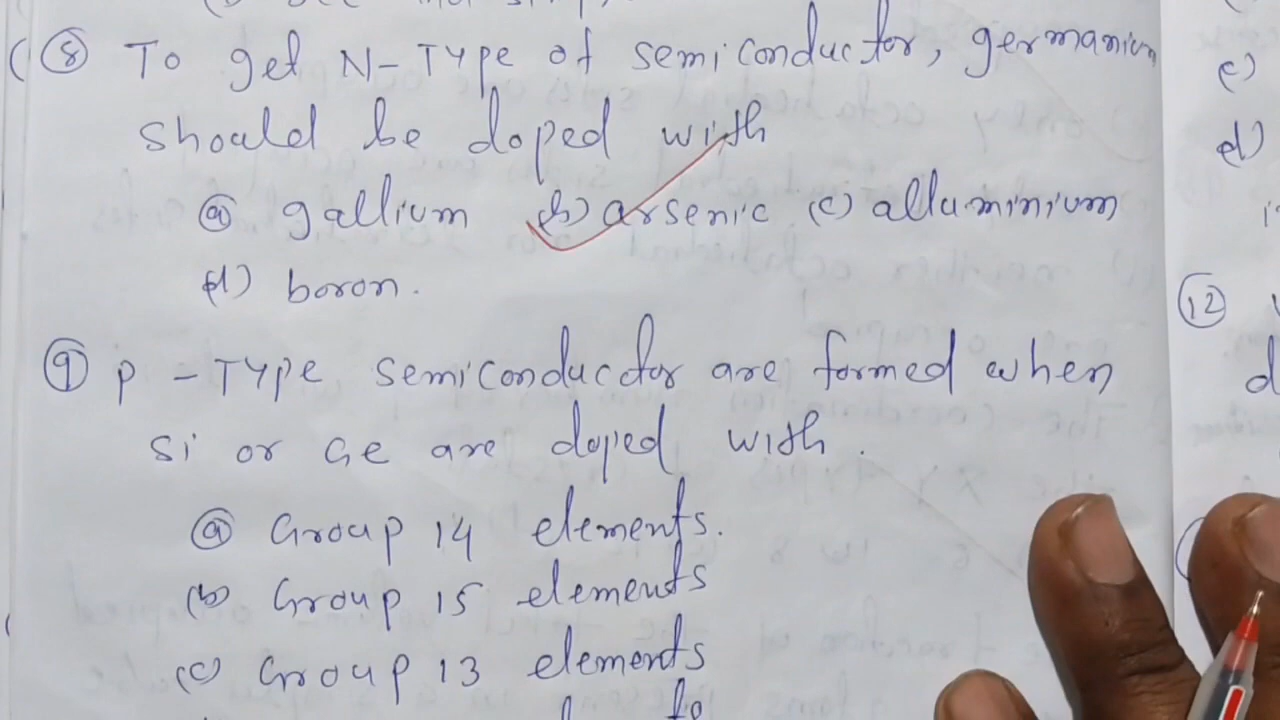 (8) To get N-Type of semiconductor, germanium
should be doped with
(a) gallium (b) arsenic (c) alluminium
(d) boron.
(9) P-Type semiconductor are formed when
si or Ge are doped with.
(a) Group 14 elements.
(b) Group 15 elements
(c) Group 13 elements
c)
d)
(12)